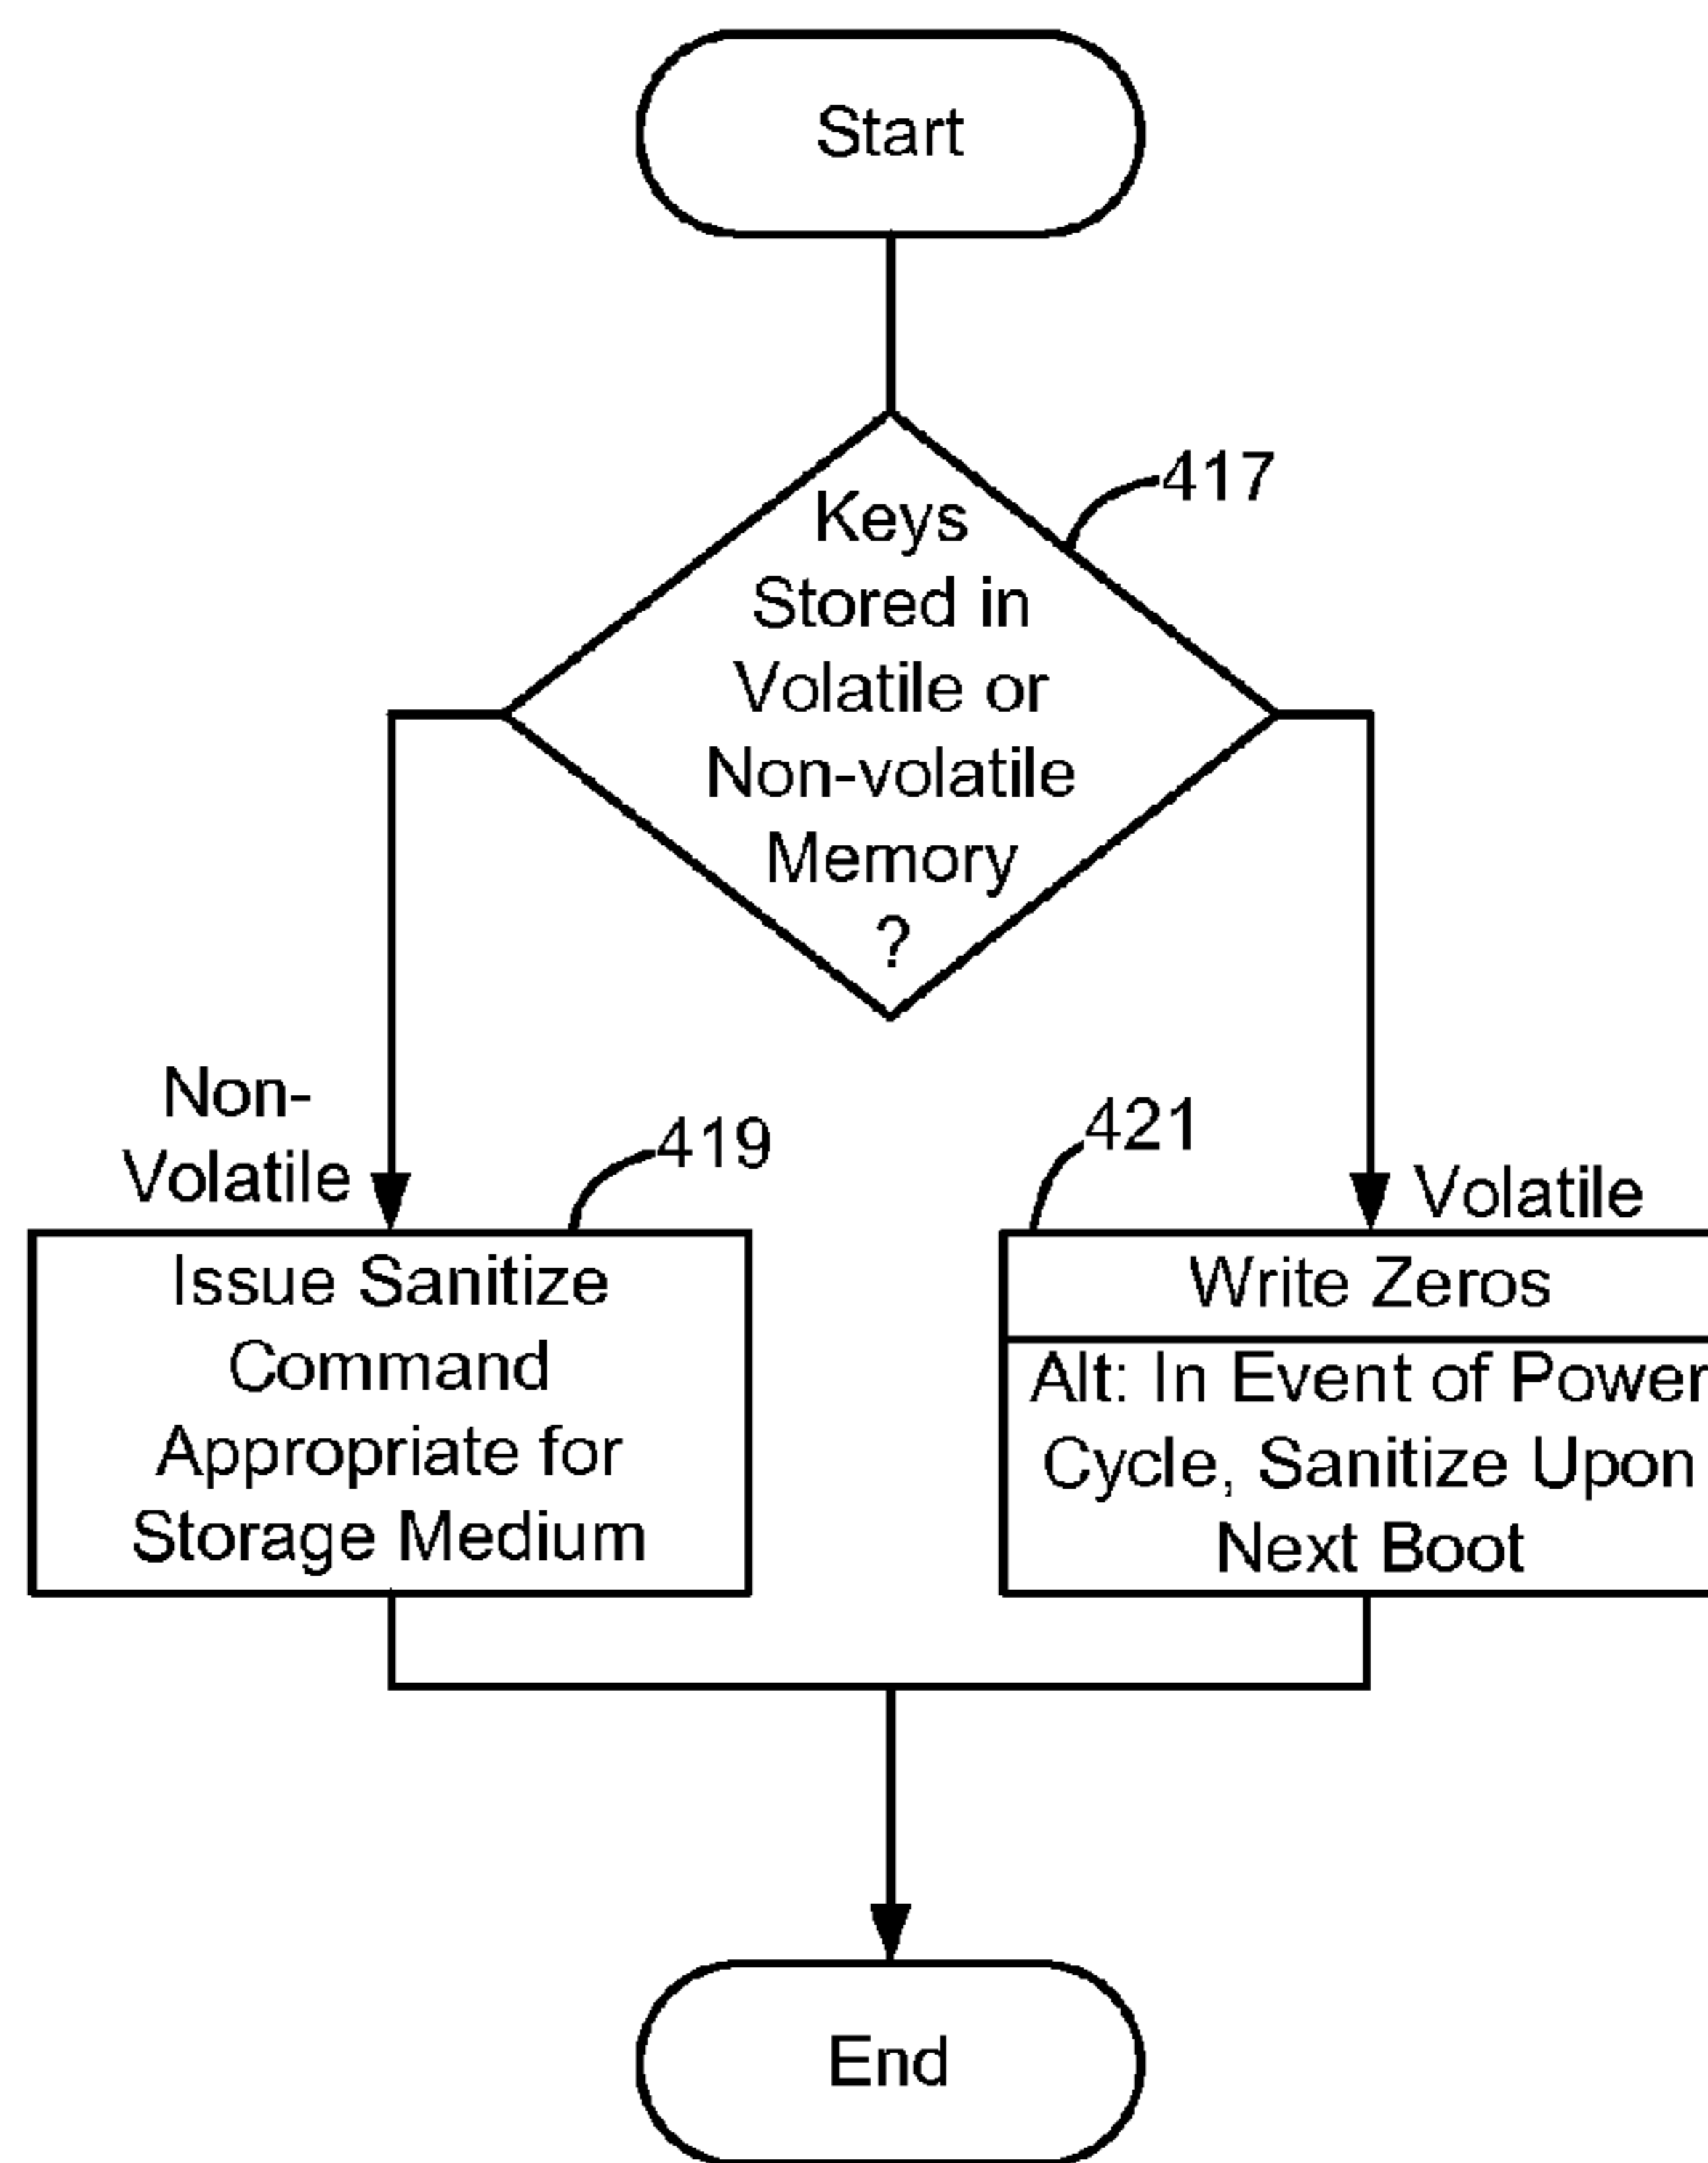 Start
417
Keys
Stored in
Volatile or
Non-volatile
Memory
?
Non-
Volatile
419
421
Volatile
Issue Sanitize
Command
Appropriate for
Storage Medium
Write Zeros
Alt: In Event of Power
Cycle, Sanitize Upon
Next Boot
End